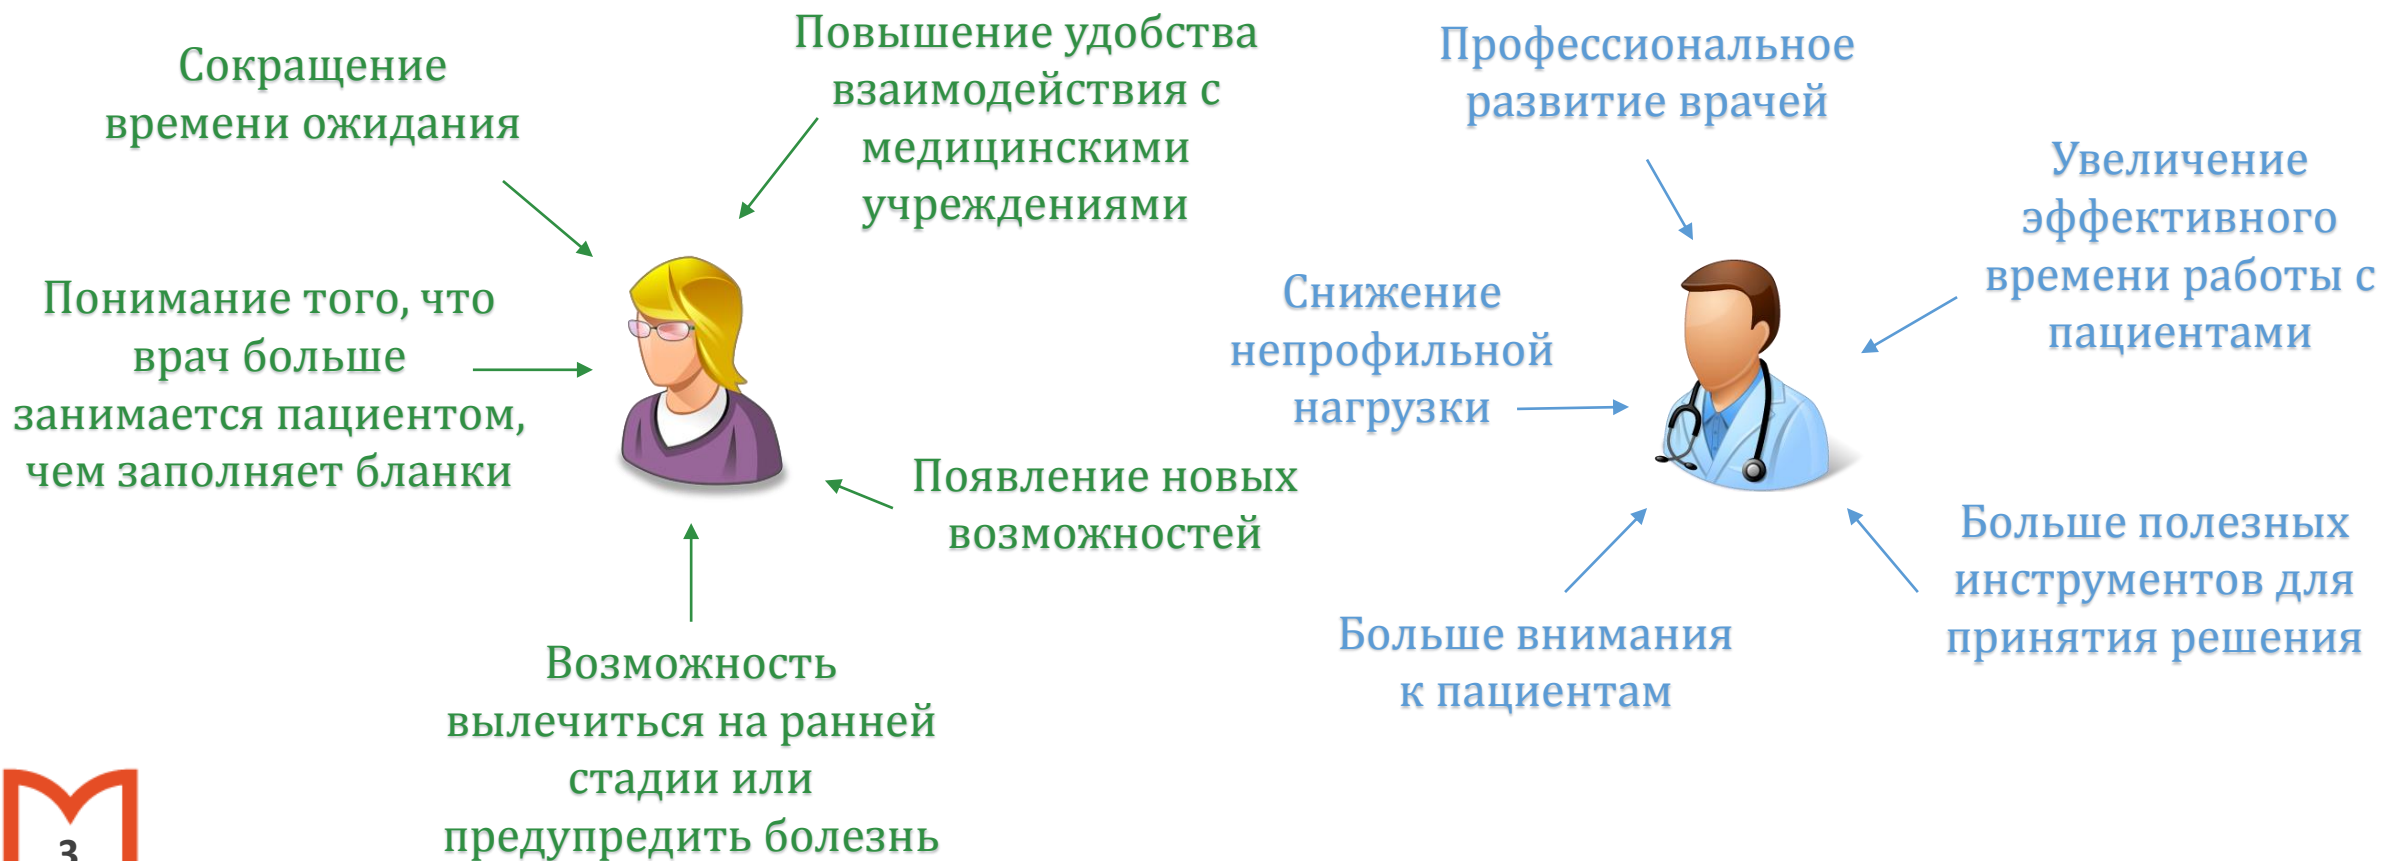 Сокращение
времени ожидания
Повышение удобства
взаимодействия с
медицинскими
учреждениями
Понимание того, что
врач больше
занимается пациентом,
чем заполняет бланки
Появление новых
возможностей
Возможность
вылечиться на ранней
стадии или
предупредить болезнь
Профессиональное
развитие врачей
Увеличение
эффективного
времени работы с
пациентами
Снижение
непрофильной
нагрузки
Больше внимания
к пациентам
Больше полезных
инструментов для
принятия решения
3